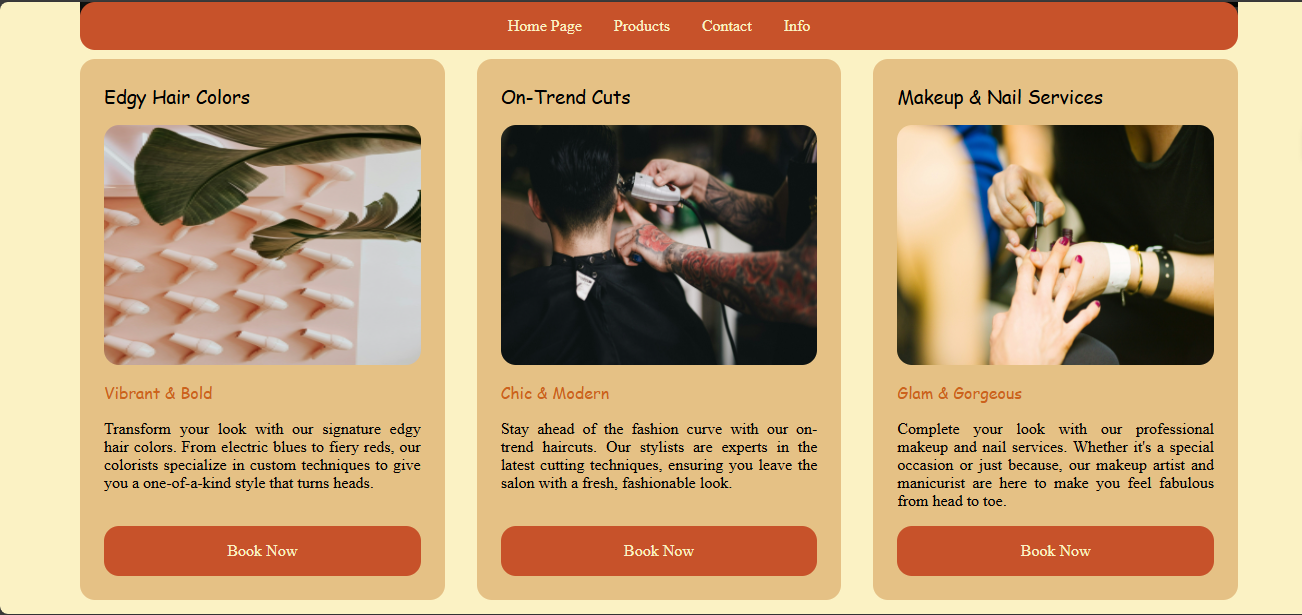 Home Page Products Contact Info
Edgy Hair Colors
Vibrant & Bold
Transform your look with our signature edgy
hair colors. From electric blues to fiery reds, our
colorists specialize in custom techniques to give
you a one-of-a-kind style that turns heads.
Book Now
On-Trend Cuts
Chic & Modern
Stay ahead of the fashion curve with our on-
trend haircuts. Our stylists are experts in the
latest cutting techniques, ensuring you leave the
salon with a fresh, fashionable look.
Book Now
Makeup & Nail Services
Glam & Gorgeous
Complete your look with our professional
makeup and nail services. Whether it's a special
occasion or just because, our makeup artist and
manicurist are here to make you feel fabulous
from head to toe.
Book Now